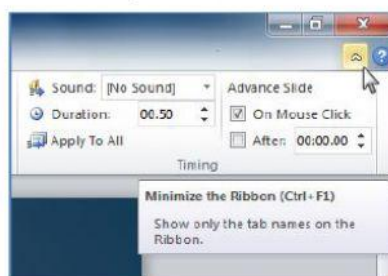 Sound: [No Sound] Advance Slide
Duration: 00.50 On Mouse Click
Apply To All After: 00:00.00
Timing
Minimize the Ribbon (Ctrl+F1)
Show only the tab names on the
Ribbon.